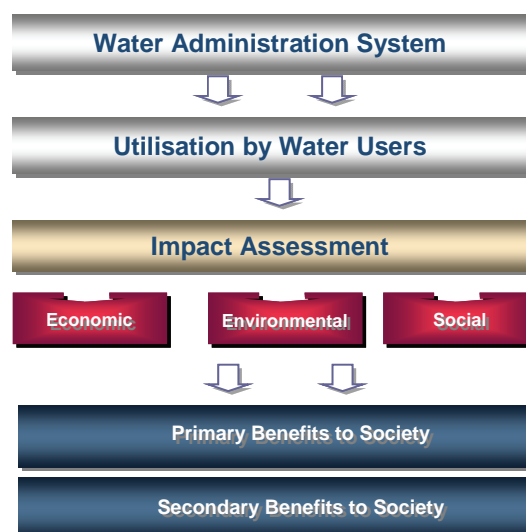 Water Administration System
Utilisation by Water Users
Impact Assessment
Economic Environmental Social
Primary Benefits to Society
Secondary Benefits to Society